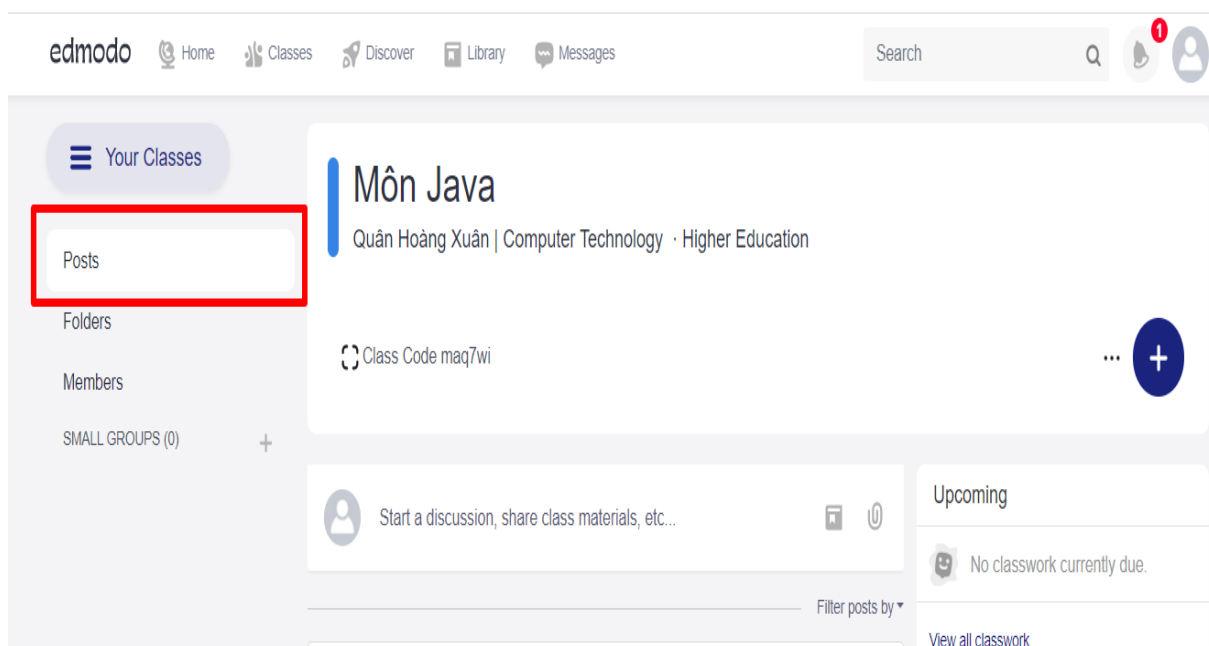 edmodo Home Classes Discover Library Messages Search 1
Your Classes
Posts
Folders
Members
SMALL GROUPS (0) +
Môn Java
Quân Hoàng Xuân | Computer Technology · Higher Education
Class Code maq7wi ... +
Start a discussion, share class materials, etc...
Filter posts by
Upcoming
No classwork currently due.
View all classwork